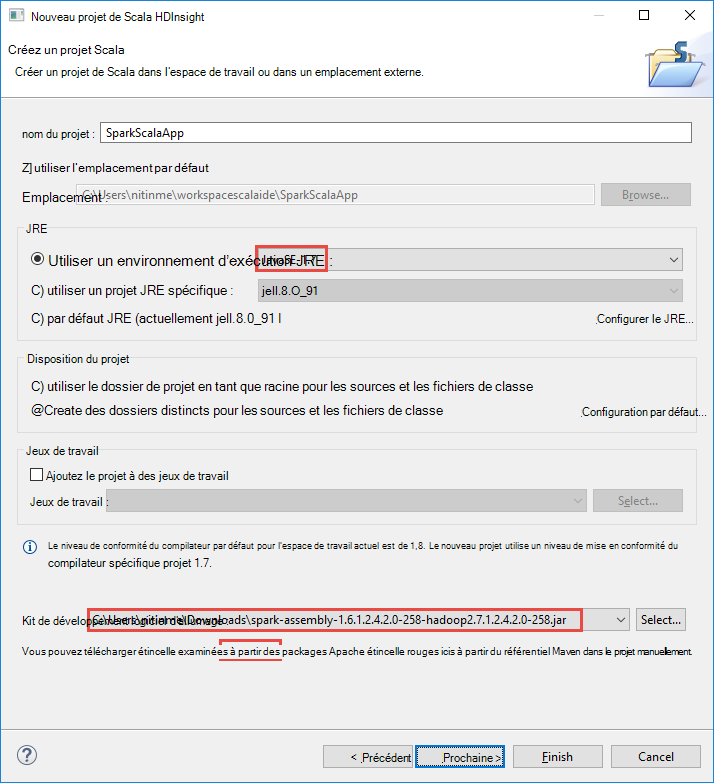 Nouveau projet de Scala HDInsight
Créez un projet Scala
Créer un projet de Scala dans l'espace de travail ou dans un emplacement externe.
nom du projet : SparkScalaApp
Z] utiliser l'emplacement par défaut
Emplacement : C:\Users\nitinme\workspacescalaide\SparkScalaApp Browse...
JRE
Utiliser un environnement d'exécution JRE : JavaSE-1.7
C) utiliser un projet JRE spécifique : jell.8.O_91
C) par défaut JRE (actuellement jell.8.0_91 l Configurer le JRE...
Disposition du projet
C) utiliser le dossier de projet en tant que racine pour les sources et les fichiers de classe
@Create des dossiers distincts pour les sources et les fichiers de classe Configuration par défaut...
Jeux de travail
Ajoutez le projet à des jeux de travail
Jeux de travail : Select...
Le niveau de conformité du compilateur par défaut pour l'espace de travail actuel est de 1,8. Le nouveau projet utilise un niveau de mise en conformité du
compilateur spécifique projet 1.7.
Kit de développement logiciel d'allumage : C:\Users\nitinme\Downloads\spark-assembly-1.6.1.2.4.2.0-258-hadoop2.7.1.2.4.2.0-258.jar Select...
Vous pouvez télécharger étincelle examinées à partir des packages Apache étincelle rouges icis à partir du référentiel Maven dans le projet manuellement.
< Précédent Prochaine > Finish Cancel